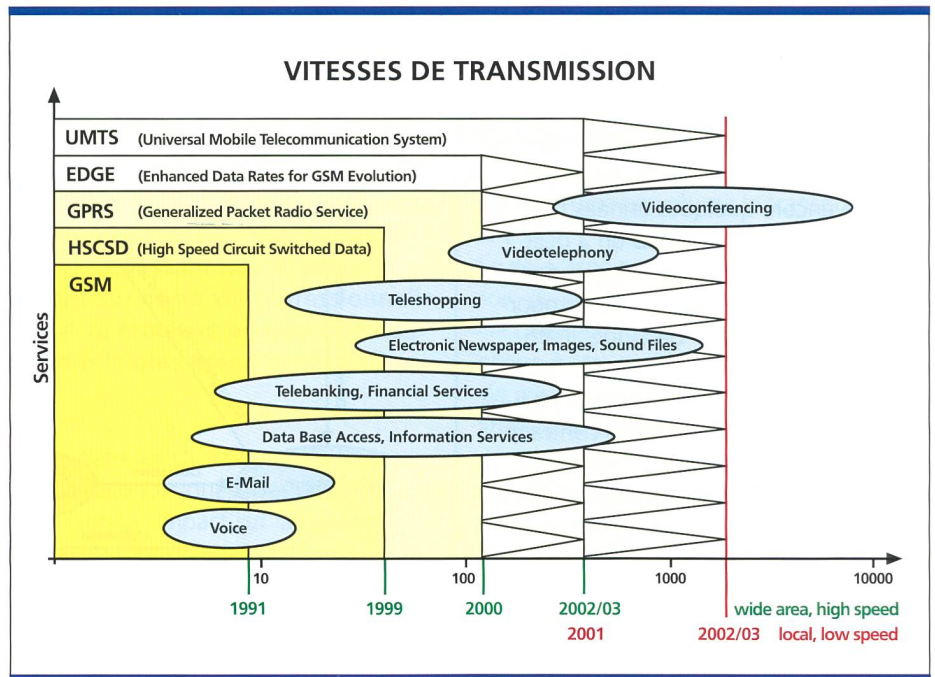 VITESSES DE TRANSMISSION
UMTS (Universal Mobile Telecommunication System)
EDGE (Enhanced Data Rates for GSM Evolution)
GPRS (Generalized Packet Radio Service)
Videoconferencing
HSCSD (High Speed Circuit Switched Data)
Videotelephony
GSM
Teleshopping
Electronic Newspaper, Images, Sound Files
Services
Telebanking, Financial Services
Data Base Access, Information Services
E-Mail
Voice
10 100 1000 10000
1991 1999 2000 2002/03 wide area, high speed
2001 2002/03 local, low speed